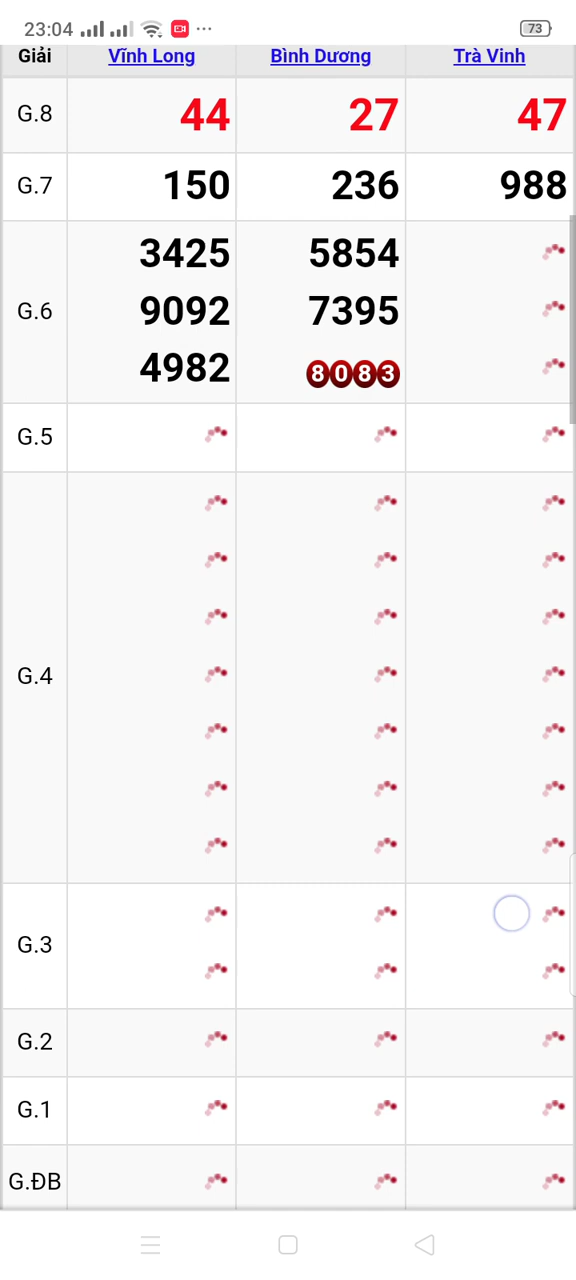 23:04 73
Giải Vĩnh Long Bình Dương Trà Vinh
G.8 44 27 47
G.7 150 236 988
3425 5854
G.6 9092 7395
4982 8083
G.5
G.4
G.3
G.2
G.1
G.ĐB